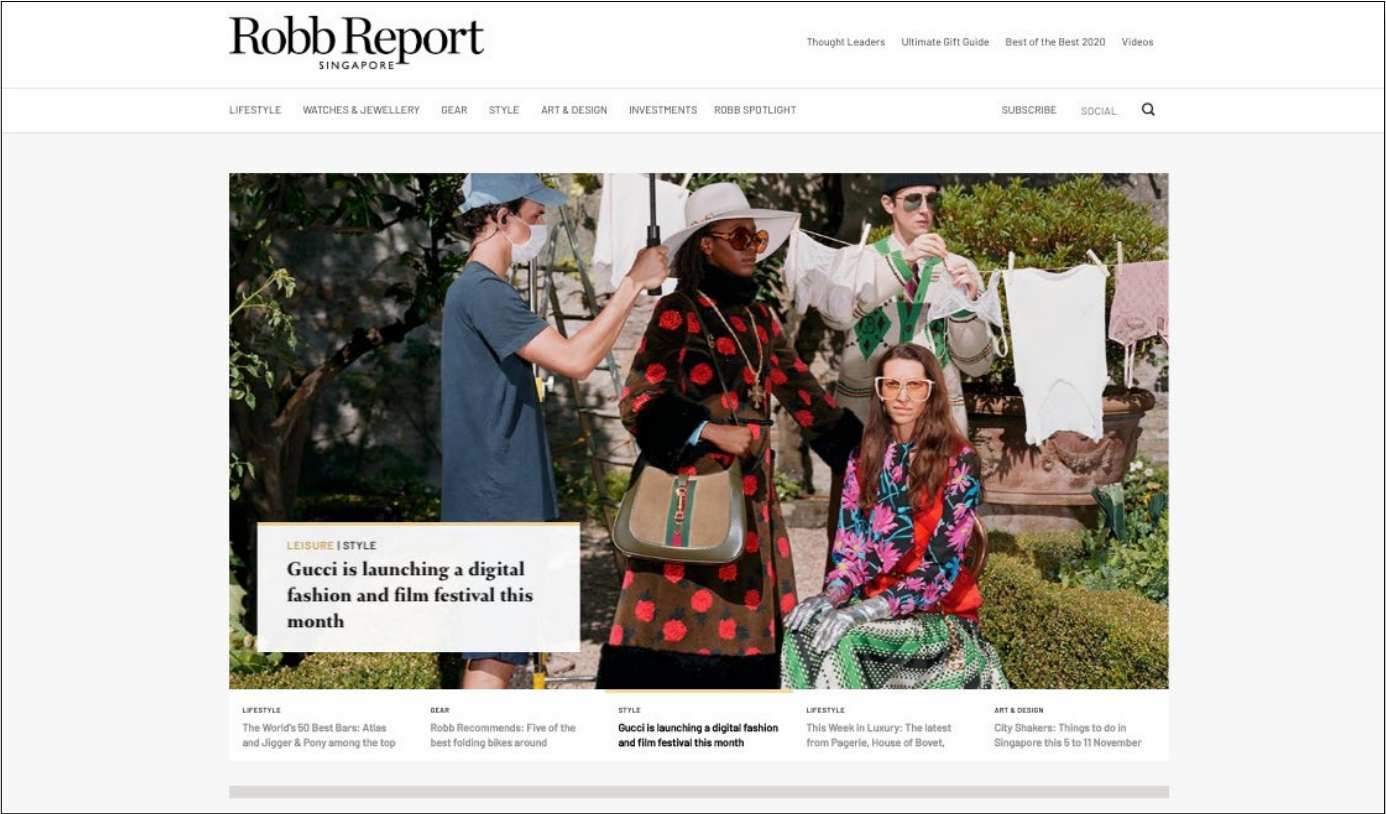 Robb Report
SINGAPORE
Thought Leaders Ultimate Gift Guide Best of the Best 2020 Videos
LIFESTYLE WATCHES & JEWELLERY GEAR STYLE ART & DESIGN INVESTMENTS ROBB SPOTLIGHT SUBSCRIBE SOCIAL
LEISURE | STYLE
Gucci is launching a digital
fashion and film festival this
month
LIFESTYLE
The World's 50 Best Bars: Atlas
and Jigger & Pony among the top
GEAR
Robb Recommends: Five of the
best folding bikes around
STYLE
Gucci is launching a digital fashion
and film festival this month
LIFESTYLE
This Week in Luxury: The latest
from Pagerie, House of Bovet,
ART & DESIGN
City Shakers: Things to do in
Singapore this 5 to 11 November